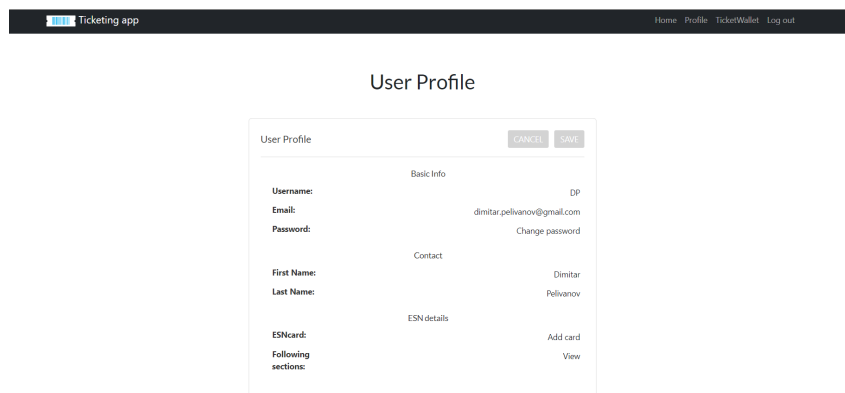 Ticketing app Home Profile TicketWallet Log out
User Profile
User Profile CANCEL SAVE
Basic Info
Username: DP
Email: dimitar.pelivanov@gmail.com
Password: Change password
Contact
First Name: Dimitar
Last Name: Pelivanov
ESN details
ESNcard: Add card
Following View
sections: